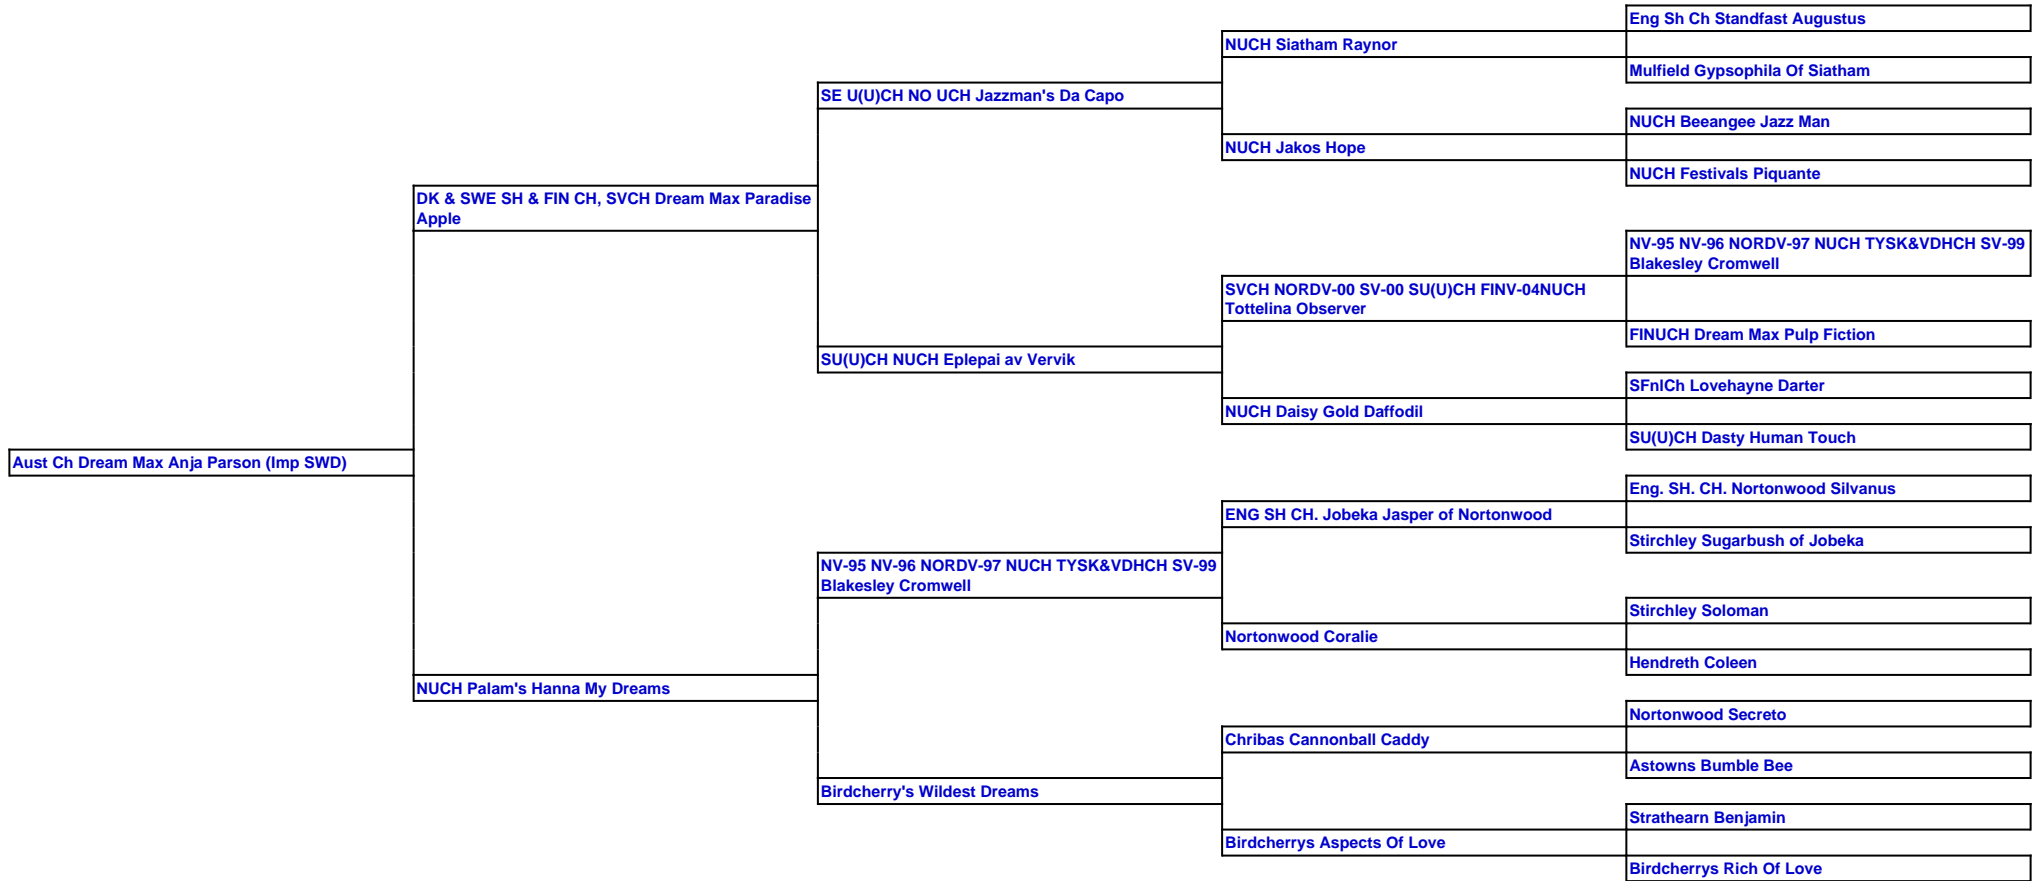 Eng Sh Ch Standfast Augustus
NUCH Siatham Raynor
Mulfield Gypsophila Of Siatham
SE U(U)CH NO UCH Jazzman's Da Capo
NUCH Beeangee Jazz Man
NUCH Jakos Hope
NUCH Festivals Piquante
DK & SWE SH & FIN CH, SVCH Dream Max Paradise
Apple
NV-95 NV-96 NORDV-97 NUCH TYSK&VDHCH SV-99
Blakesley Cromwell
SVCH NORDV-00 SV-00 SU(U)CH FINV-04NUCH
Tottelina Observer
FINUCH Dream Max Pulp Fiction
SU(U)CH NUCH Eplepai av Vervik
SFnlCh Lovehayne Darter
NUCH Daisy Gold Daffodil
SU(U)CH Dasty Human Touch
Aust Ch Dream Max Anja Parson (Imp SWD)
Eng. SH. CH. Nortonwood Silvanus
ENG SH CH. Jobeka Jasper of Nortonwood
Stirchley Sugarbush of Jobeka
NV-95 NV-96 NORDV-97 NUCH TYSK&VDHCH SV-99
Blakesley Cromwell
Stirchley Soloman
Nortonwood Coralie
Hendreth Coleen
NUCH Palam's Hanna My Dreams
Nortonwood Secreto
Chribas Cannonball Caddy
Astowns Bumble Bee
Birdcherry's Wildest Dreams
Strathearn Benjamin
Birdcherrys Aspects Of Love
Birdcherrys Rich Of Love